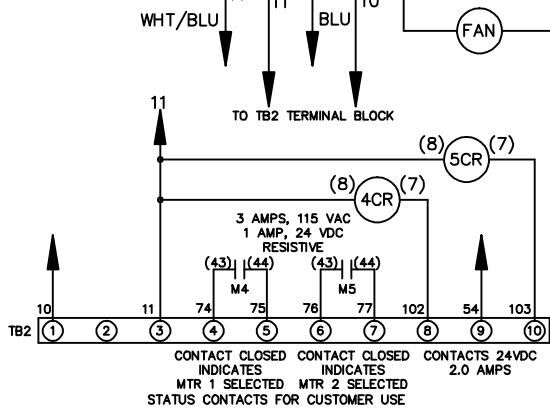 11
10
WHT/BLU
BLU
FAN
TO TB2 TERMINAL BLOCK
11
(8) 5CR (7)
(8) 4CR (7)
3 AMPS, 115 VAC
1 AMP, 24 VDC
RESISTIVE
(43) (44) (43) (44)
M4 M5
10 11 74 75 76 77 102 54 103
TB2 1 2 3 4 5 6 7 8 9 10
CONTACT CLOSED
INDICATES
MTR 1 SELECTED
CONTACT CLOSED
INDICATES
MTR 2 SELECTED
CONTACTS 24VDC
2.0 AMPS
STATUS CONTACTS FOR CUSTOMER USE